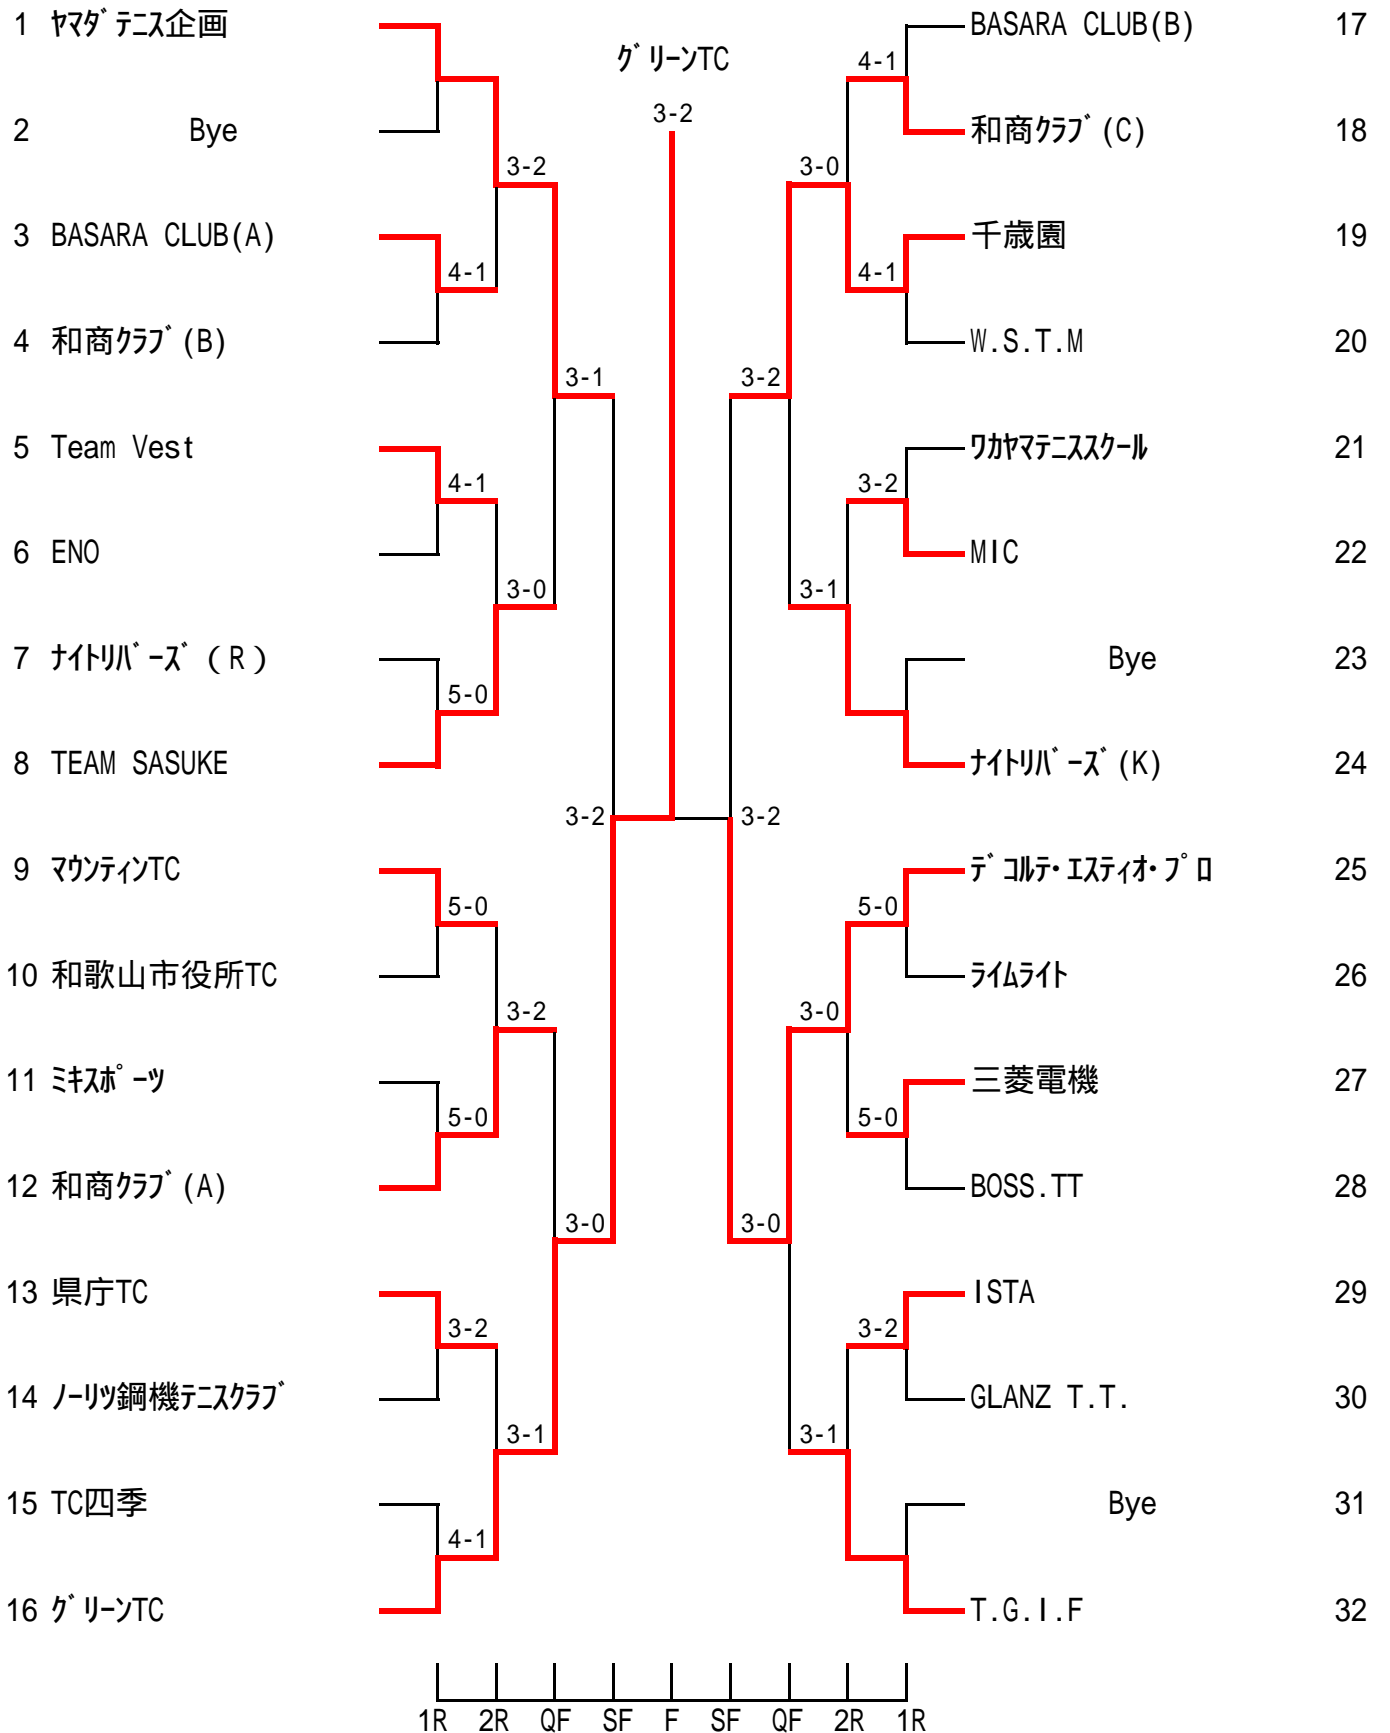 1 ﾔﾏﾀﾞﾃﾆｽ企画
BASARA CLUB(B) 17
ｸﾞﾘｰﾝTC
4-1
3-2
2 Bye
和商ｸﾗﾌﾞ(C) 18
3-2
3-0
3 BASARA CLUB(A)
千歳園 19
4-1
4-1
4 和商ｸﾗﾌﾞ(B)
W.S.T.M 20
3-1
3-2
5 Team Vest
ﾜｶﾔﾏﾃﾆｽｽｸｰﾙ 21
4-1
3-2
6 ENO
MIC 22
3-0
3-1
7 ﾅｲﾄﾘﾊﾞｰｽﾞ（R）
Bye 23
5-0
8 TEAM SASUKE
ﾅｲﾄﾘﾊﾞｰｽﾞ(K) 24
3-2
3-2
9 ﾏｳﾝﾃｨﾝTC
ﾃﾞｺﾙﾃ･ｴｽﾃｨｵ･ﾌﾟﾛ 25
5-0
5-0
10 和歌山市役所TC
ﾗｲﾑﾗｲﾄ 26
3-2
3-0
11 ﾐｷｽﾎﾟｰﾂ
三菱電機 27
5-0
5-0
12 和商ｸﾗﾌﾞ(A)
BOSS.TT 28
3-0
3-0
13 県庁TC
ISTA 29
3-2
3-2
14 ﾉｰﾘﾂ鋼機ﾃﾆｽｸﾗﾌﾞ
GLANZ T.T. 30
3-1
3-1
15 TC四季
Bye 31
4-1
16 ｸﾞﾘｰﾝTC
T.G.I.F 32
1R 2R QF SF F SF QF 2R 1R